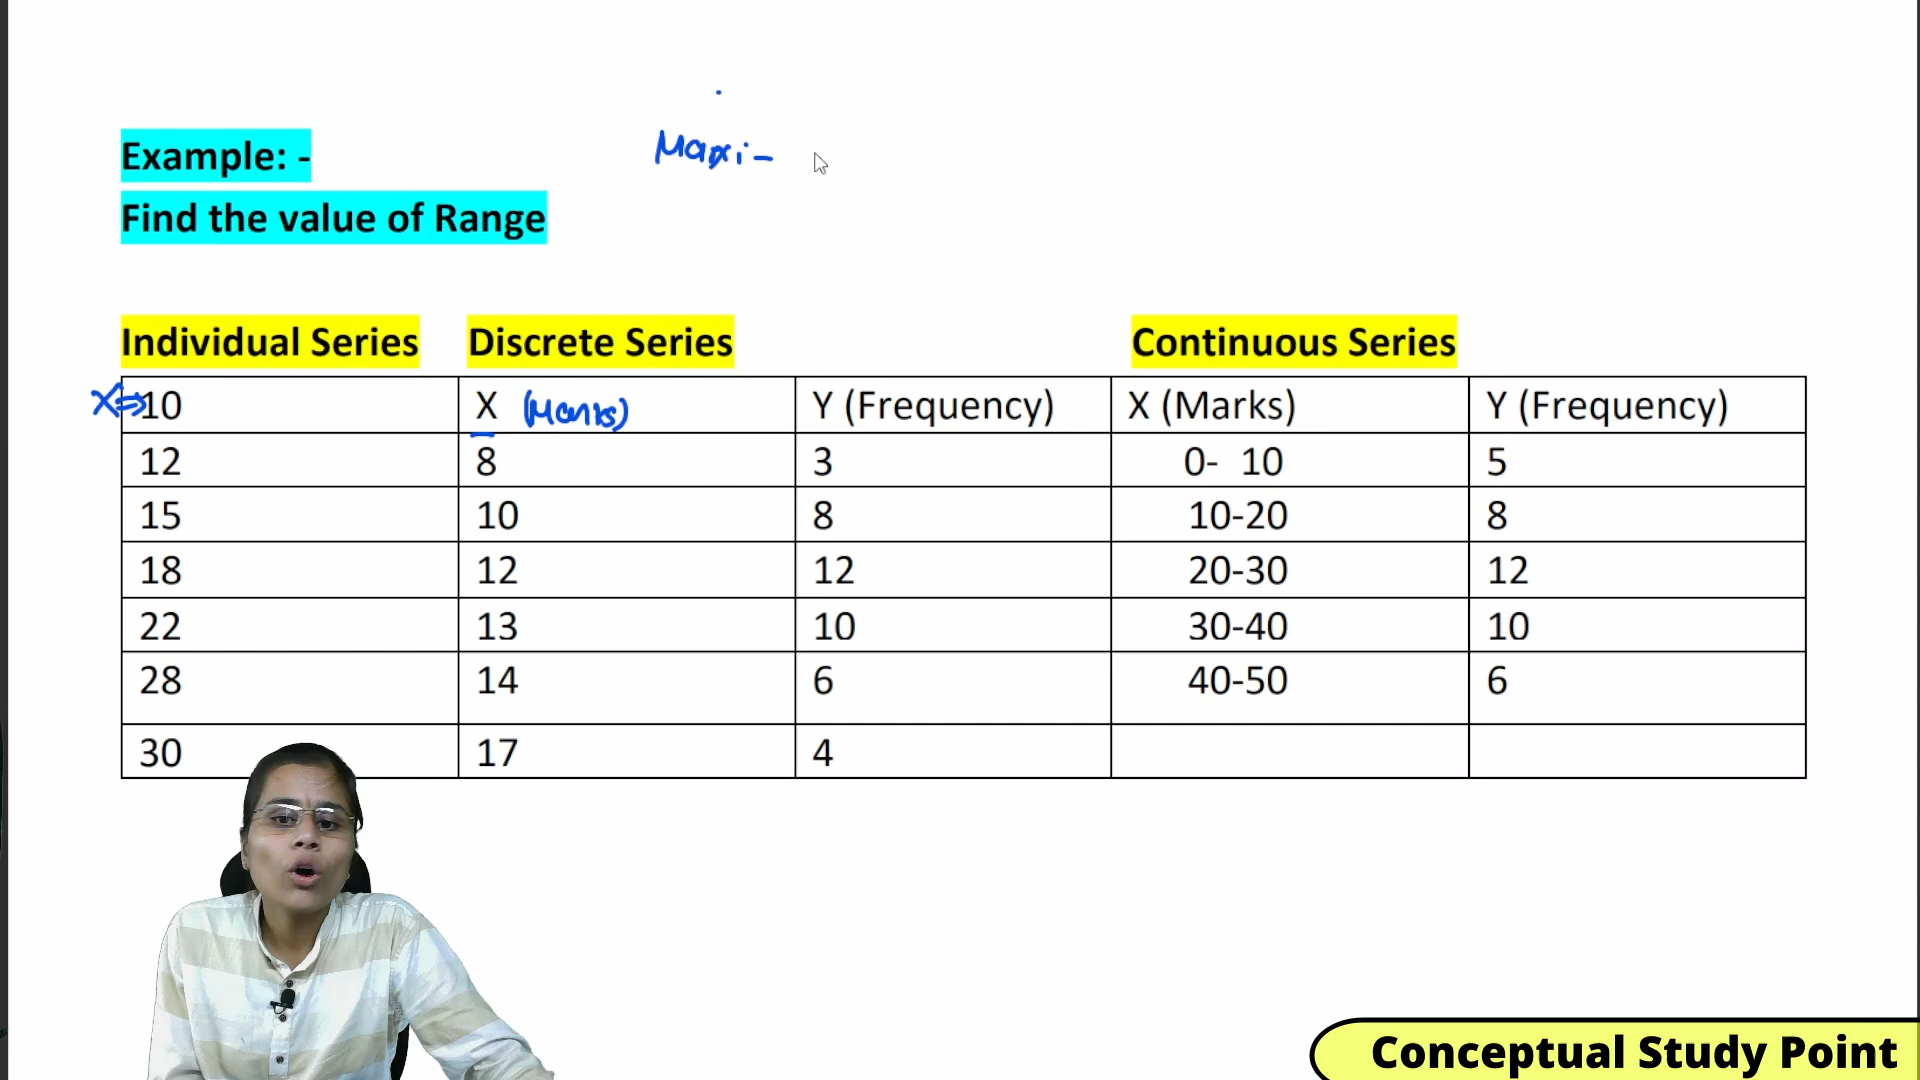 Maxi -
Example: -
Find the value of Range
Individual Series Discrete Series Continuous Series
X⇒ 10 X (Marks) Y (Frequency) X (Marks) Y (Frequency)
12 8 3 0- 10 5
15 10 8 10-20 8
18 12 12 20-30 12
22 13 10 30-40 10
28 14 6 40-50 6
30 17 4
Conceptual Study Point